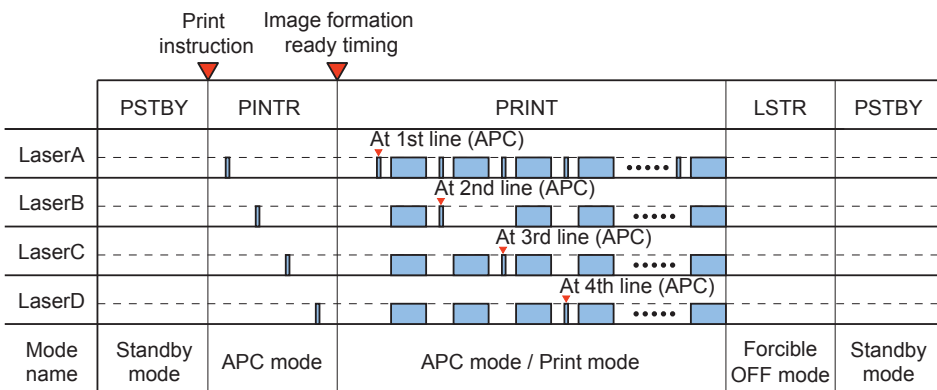 Print
instruction
Image formation
ready timing
PSTBY PINTR PRINT LSTR PSTBY
At 1st line (APC)
LaserA
At 2nd line (APC)
LaserB
At 3rd line (APC)
LaserC
At 4th line (APC)
LaserD
Mode
name
Standby
mode
APC mode
APC mode / Print mode
Forcible
OFF mode
Standby
mode